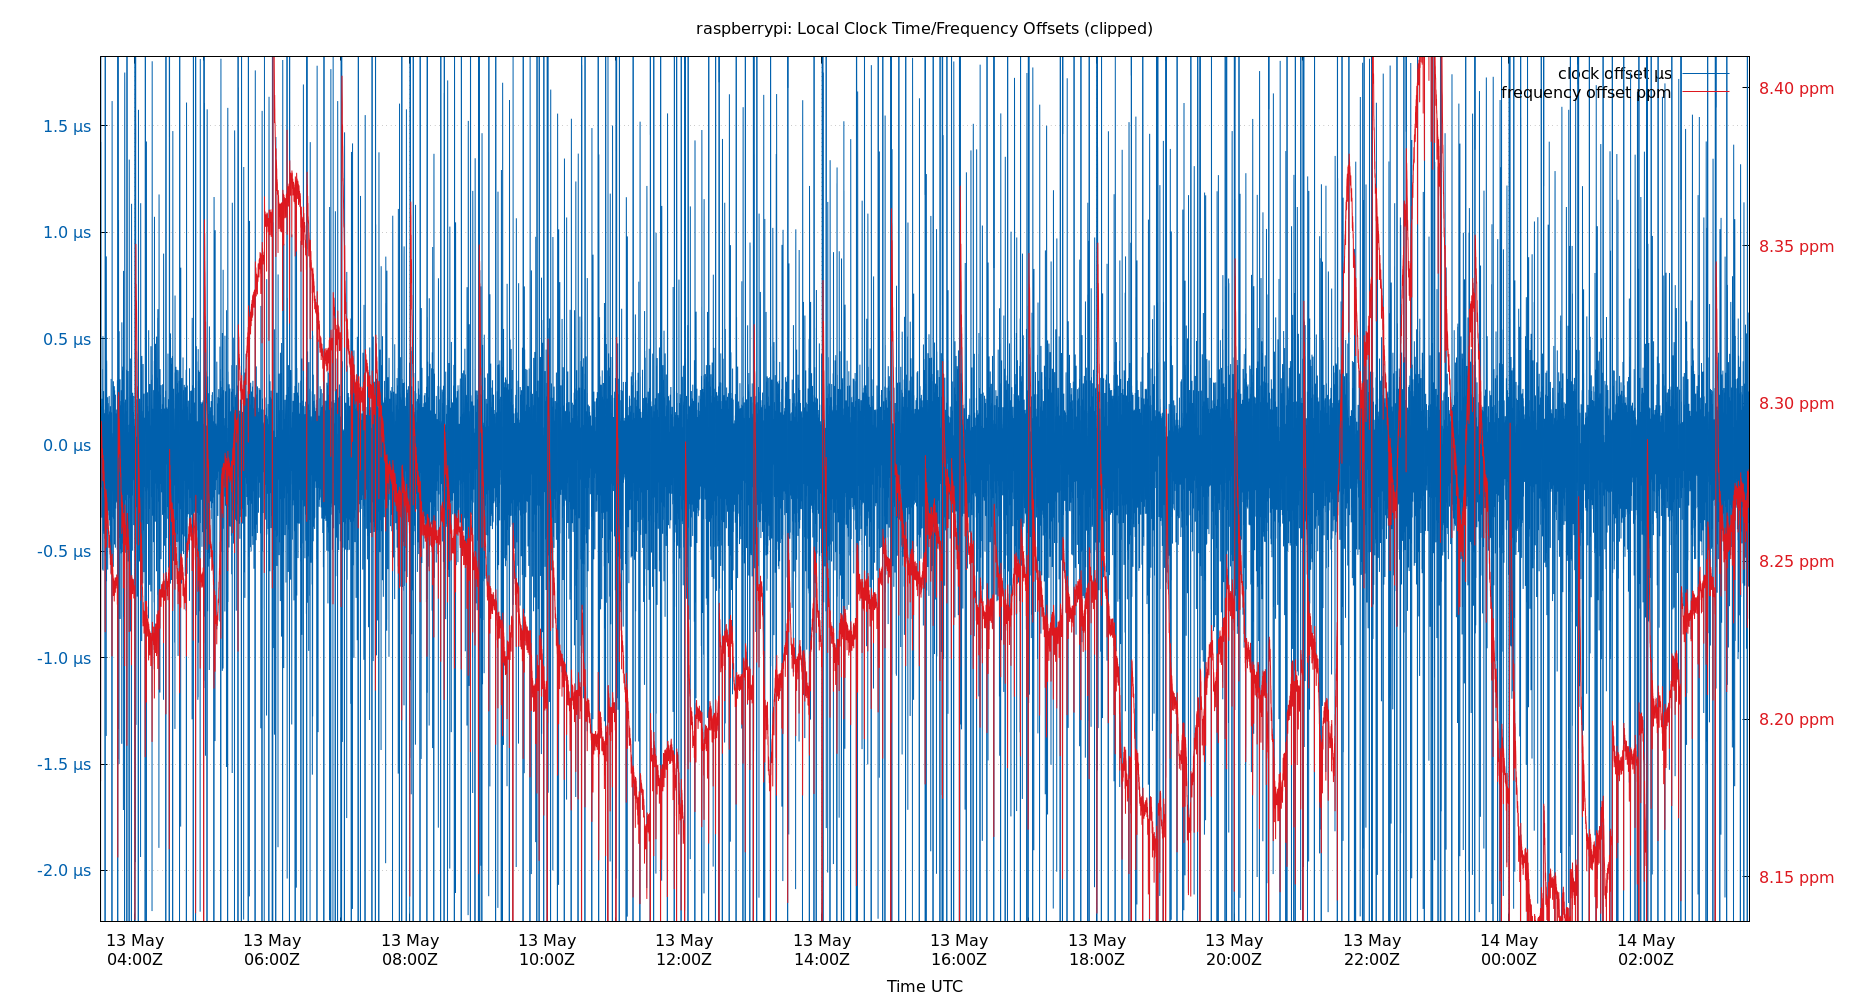 raspberrypi: Local Clock Time/Frequency Offsets (clipped)
clock offset µs
frequency offset ppm
1.5 µs
1.0 µs
0.5 µs
0.0 µs
-0.5 µs
-1.0 µs
-1.5 µs
-2.0 µs
8.40 ppm
8.35 ppm
8.30 ppm
8.25 ppm
8.20 ppm
8.15 ppm
13 May 13 May 13 May 13 May 13 May 13 May 13 May 13 May 13 May 13 May 14 May 14 May
04:00Z 06:00Z 08:00Z 10:00Z 12:00Z 14:00Z 16:00Z 18:00Z 20:00Z 22:00Z 00:00Z 02:00Z
Time UTC